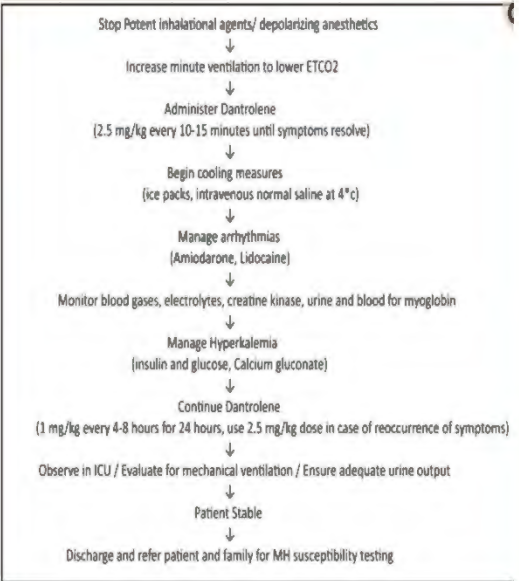 Stop Potent inhalational agents/ depolarizing anesthetics
↓
Increase minute ventilation to lower ETCO2
↓
Administer Dantrolene
(2.5 mg/kg every 10-15 minutes until symptoms resolve)
↓
Begin cooling measures
(ice packs, intravenous normal saline at 4°c)
↓
Manage arrhythmias
(Amiodarone, Lidocaine)
↓
Monitor blood gases, electrolytes, creatine kinase, urine and blood for myoglobin
↓
Manage Hyperkalemia
(insulin and glucose, Calcium gluconate)
↓
Continue Dantrolene
(1 mg/kg every 4-8 hours for 24 hours, use 2.5 mg/kg dose in case of reoccurrence of symptoms)
↓
Observe in ICU / Evaluate for mechanical ventilation / Ensure adequate urine output
↓
Patient Stable
↓
Discharge and refer patient and family for MH susceptibility testing